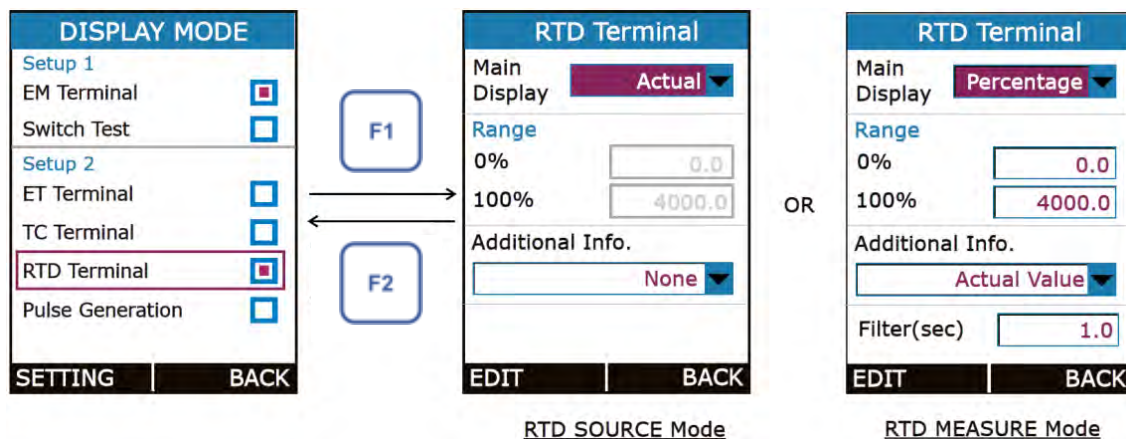 DISPLAY MODE
Setup 1
EM Terminal
Switch Test
Setup 2
ET Terminal
TC Terminal
RTD Terminal
Pulse Generation
SETTING BACK
F1
F2
RTD Terminal
Main
Display Actual
Range
0% 0.0
100% 4000.0
Additional Info.
None
EDIT BACK
RTD SOURCE Mode
OR
RTD Terminal
Main
Display Percentage
Range
0% 0.0
100% 4000.0
Additional Info.
Actual Value
Filter(sec) 1.0
EDIT BACK
RTD MEASURE Mode